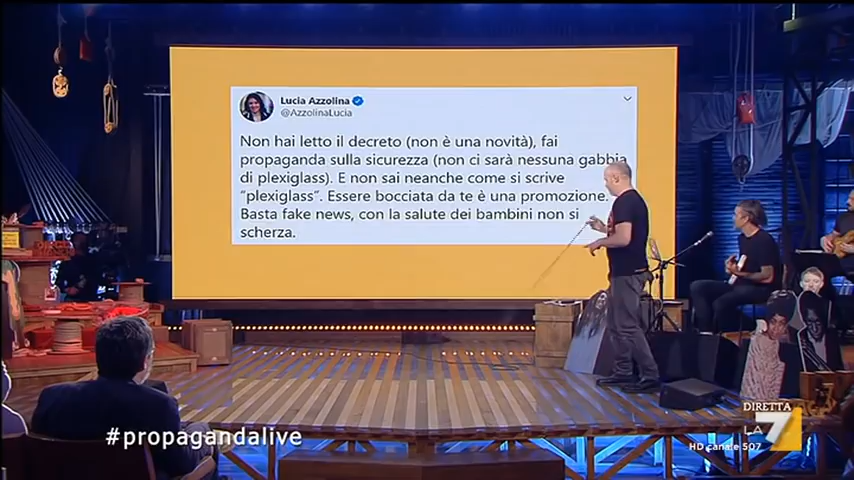 Lucia Azzolina
@AzzolinaLucia
Non hai letto il decreto (non è una novità), fai
propaganda sulla sicurezza (non ci sarà nessuna gabbia
di plexiglass). E non sai neanche come si scrive
“plexiglass”. Essere bocciata da te è una promozione.
Basta fake news, con la salute dei bambini non si
scherza.
#propagandalive
DIRETTA
LA 7
HD canale 507
7